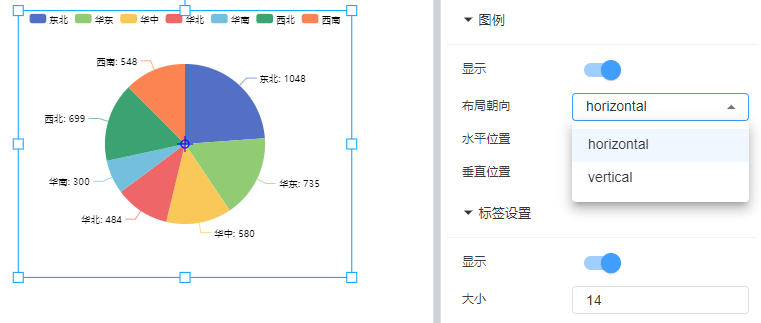 东北 华东 华中 华北 华南 西北 西南
西南: 548
东北: 1048
西北: 699
华南: 300
华东: 735
华北: 484
华中: 580
图例
显示
布局朝向 horizontal
水平位置 horizontal
垂直位置 vertical
标签设置
显示
大小 14